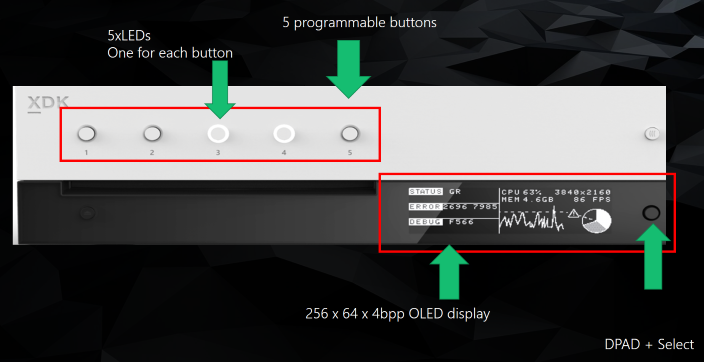 5xLEDs
One for each button
5 programmable buttons
XDK
1 2 3 4 5
STATUS GR
ERROR 5696 7985
DEBUG F566
CPU 63% 3840x2160
MEM 4.6GB 86 FPS
256 x 64 x 4bpp OLED display
DPAD + Select